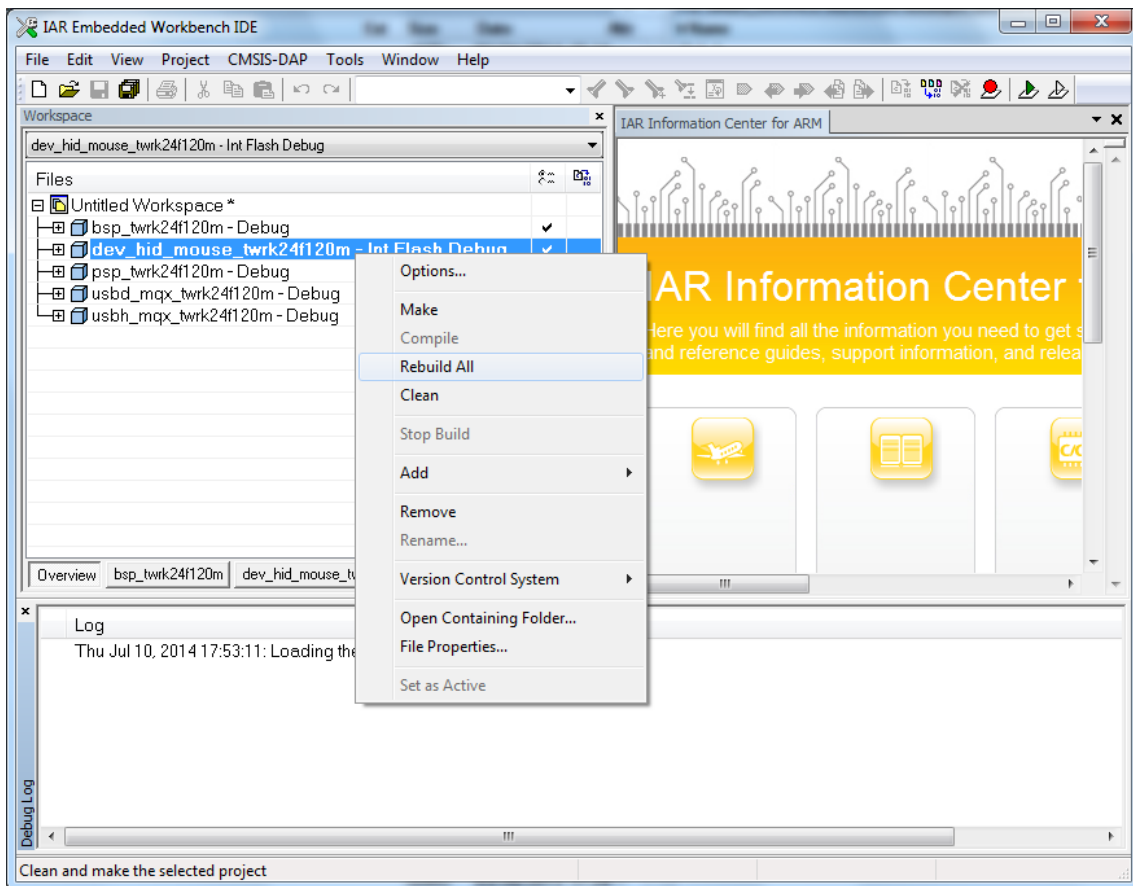 IAR Embedded Workbench IDE
File Edit View Project CMSIS-DAP Tools Window Help
Workspace
dev_hid_mouse_twrk24f120m - Int Flash Debug
Files
Untitled Workspace *
bsp_twrk24f120m - Debug
dev_hid_mouse_twrk24f120m - Int Flash Debug
psp_twrk24f120m - Debug
usbd_mqx_twrk24f120m - Debug
usbh_mqx_twrk24f120m - Debug
Overview bsp_twrk24f120m dev_hid_mouse_tw
IAR Information Center for ARM
IAR Information Center
Here you will find all the information you need to get s
and reference guides, support information, and relea
C/C
Options...
Make
Compile
Rebuild All
Clean
Stop Build
Add
Remove
Rename...
Version Control System
Open Containing Folder...
File Properties...
Set as Active
Log
Thu Jul 10, 2014 17:53:11: Loading the
Debug Log
Clean and make the selected project